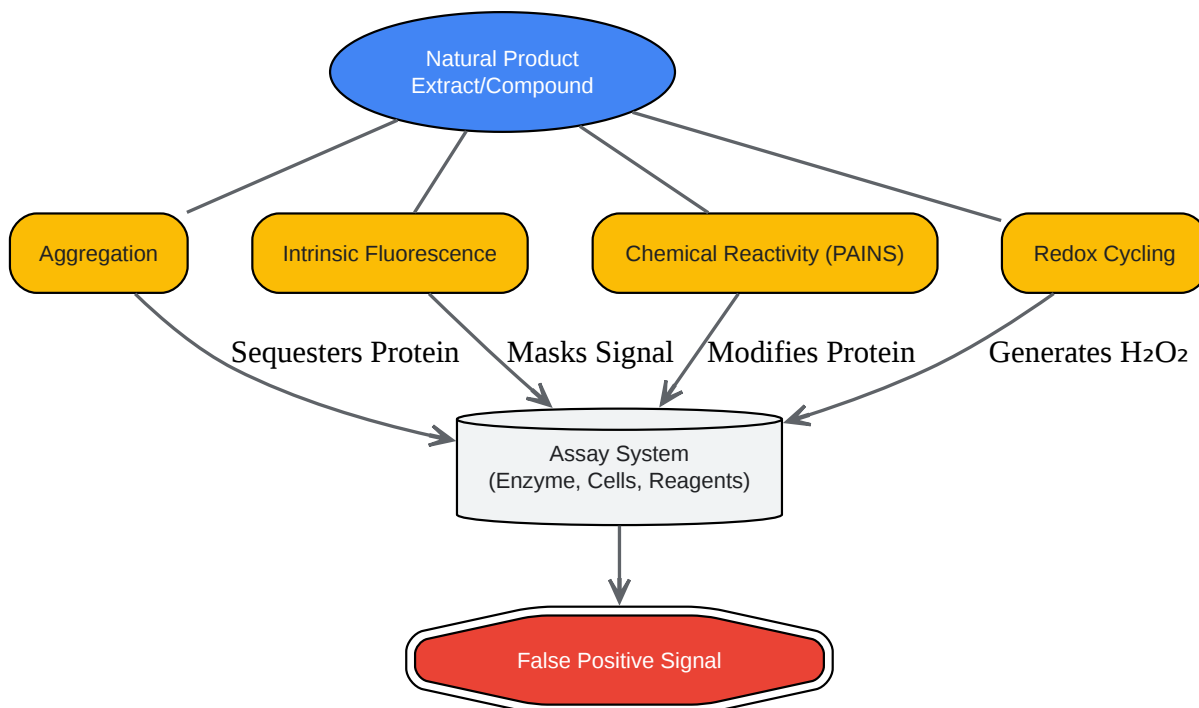 Natural Product
Extract/Compound
Aggregation
Intrinsic Fluorescence
Chemical Reactivity (PAINS)
Redox Cycling
Sequesters Protein
Masks Signal
Modifies Protein
Generates H₂O₂
Assay System
(Enzyme, Cells, Reagents)
False Positive Signal